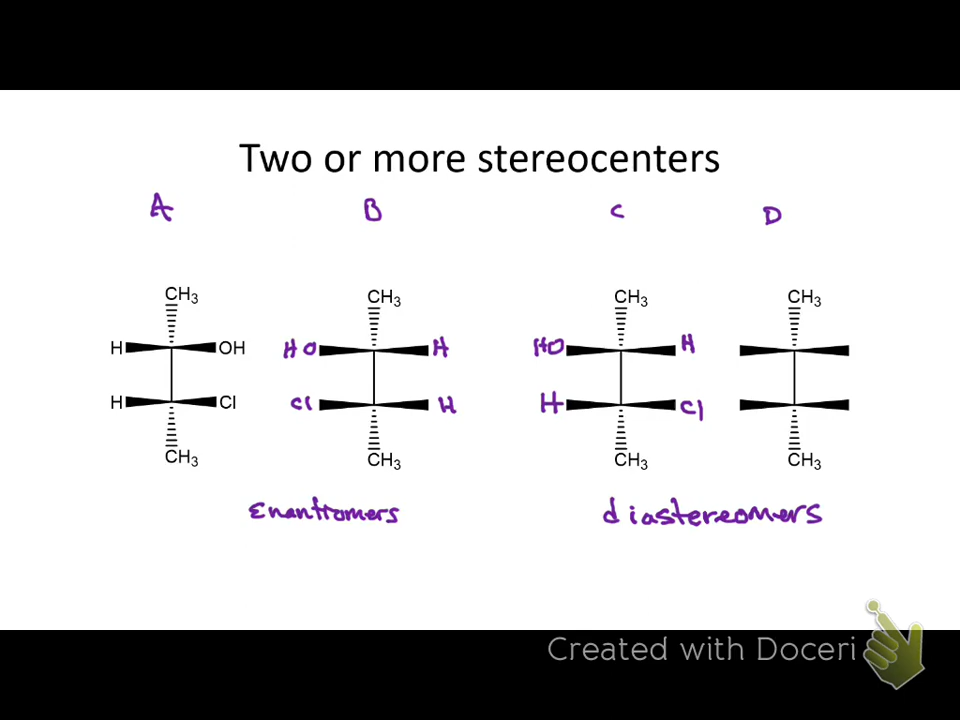 Two or more stereocenters
A B C D
CH3 CH3 CH3 CH3
H OH HO H HO H
H Cl Cl H H Cl
CH3 CH3 CH3 CH3
Enantiomers diastereomers
Created with Doceri